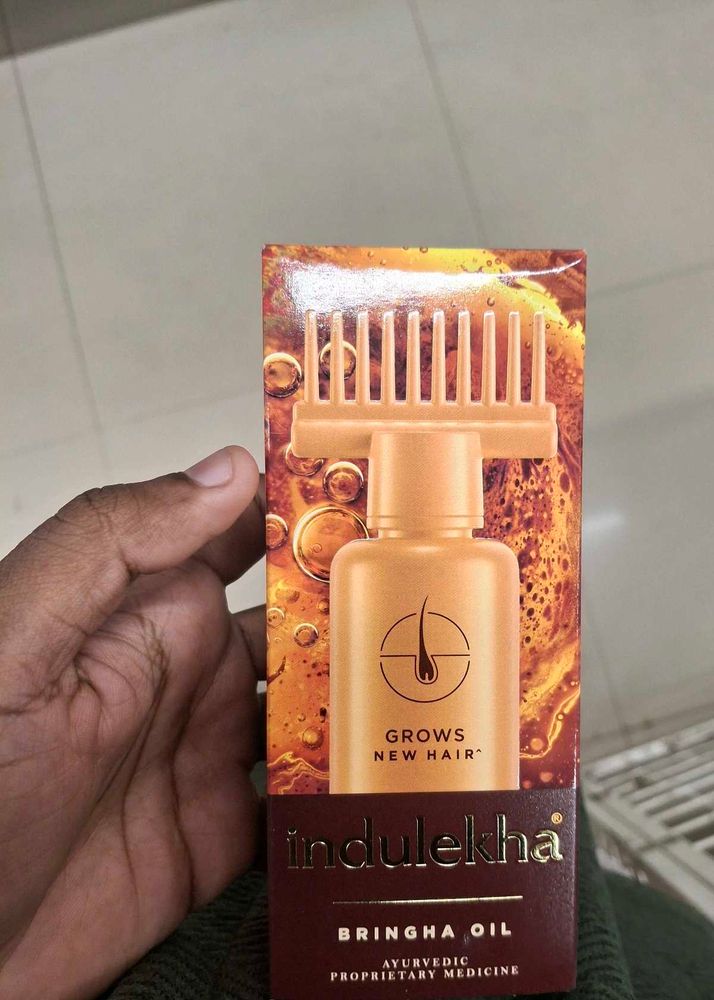 GROWS
NEW HAIR^
indulekha®
BRINGHA OIL
AYURVEDIC
PROPRIETARY MEDICINE